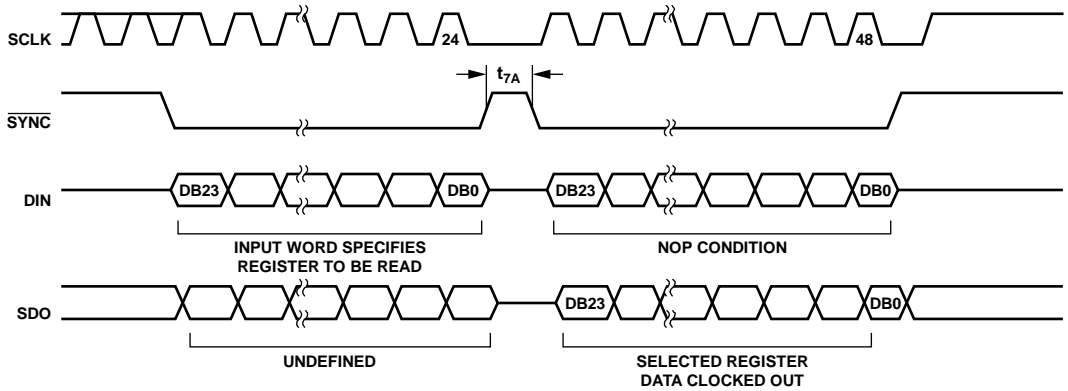 SCLK
24
48
t7A
SYNC
DIN
DB23
DB0
DB23
DB0
INPUT WORD SPECIFIES
REGISTER TO BE READ
NOP CONDITION
SDO
DB23
DB0
UNDEFINED
SELECTED REGISTER
DATA CLOCKED OUT